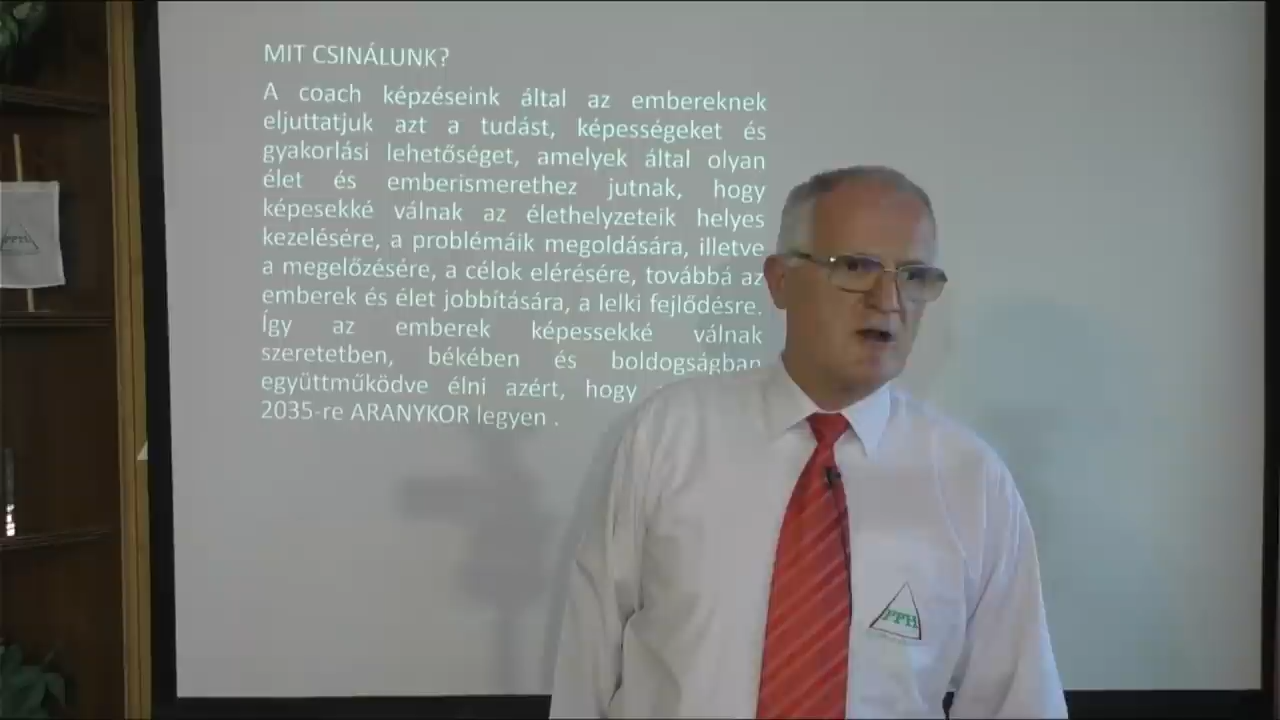 MIT CSINÁLUNK?
A coach képzéseink által az embereknek
eljuttatjuk azt a tudást, képességeket és
gyakorlási lehetőséget, amelyek által olyan
élet és emberismerethez jutnak, hogy
képesekké válnak az élethelyzeteik helyes
kezelésére, a problémáik megoldására, illetve
a megelőzésére, a célok elérésére, továbbá az
emberek és élet jobbítására, a lelki fejlődésre.
Így az emberek képessekké válnak
szeretetben, békében és boldogságban
együttműködve élni azért, hogy
2035-re ARANYKOR legyen .
PPH